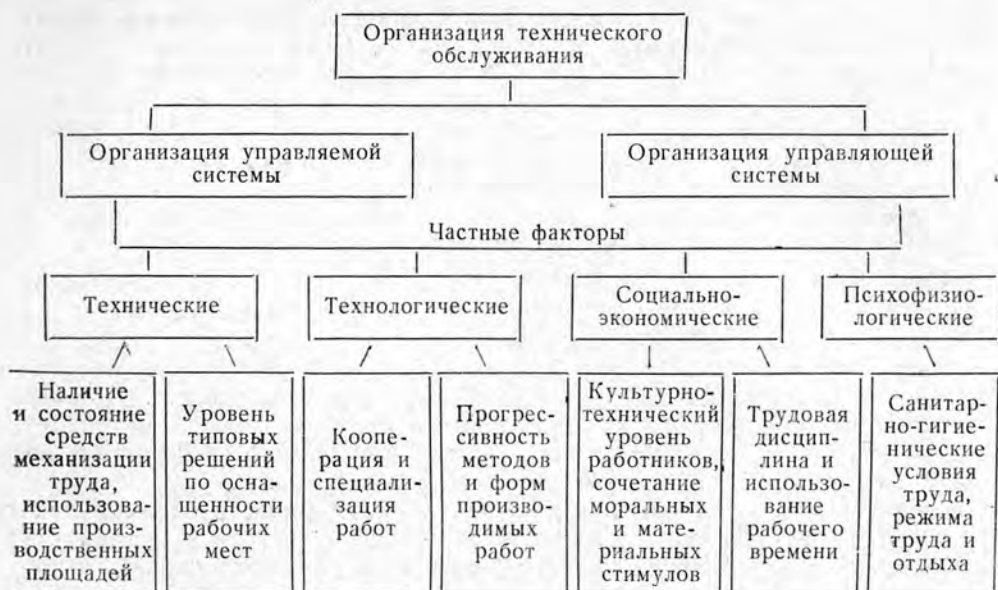 Организация технического
обслуживания
Организация управляемой
системы
Организация управляющей
системы
Частные факторы
Технические
Технологические
Социально-
экономические
Психофизио-
логические
Наличие
и состояние
средств
механизации
труда,
использова-
ние произ-
водственных
площадей
Уровень
типовых
решений
по осна-
щенности
рабочих
мест
Коопе-
рация и
специали-
зация
работ
Прогрес-
сивность
методов
и форм
произво-
димых
работ
Культурно-
технический
уровень
работников,
сочетание
моральных
и мате-
риальных
стимулов
Трудовая
дисцип-
лина и
использо-
вание
рабочего
времени
Санитар-
но-гигие-
нические
условия
труда,
режима
труда и
отдыха